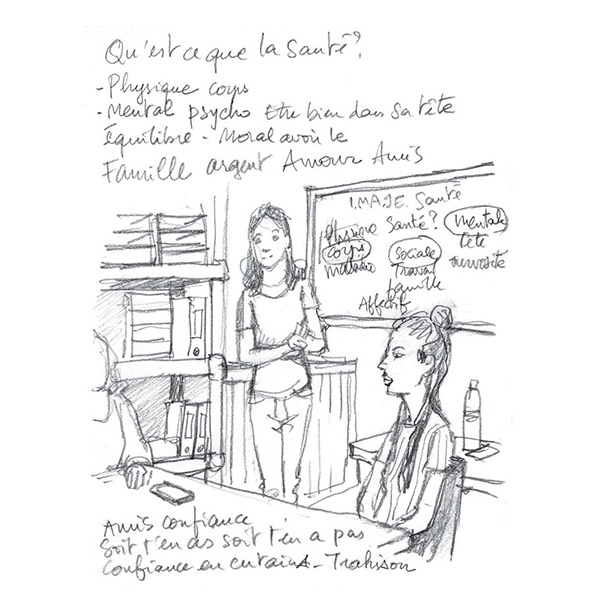 Qu'est ce que la Santé?
- Physique corps
- Mental psycho Etre bien dans sa tête
équilibre - Moral avoir le
Famille argent Amour Amis
I.MA.JE. Santé
Physique Santé? Mentale
corps Sociale Tête
maladie Travail nervosité
famille
Affectif
Amis confiance
Soit t'en as soit t'en a pas
Confiance en certains - Trahison